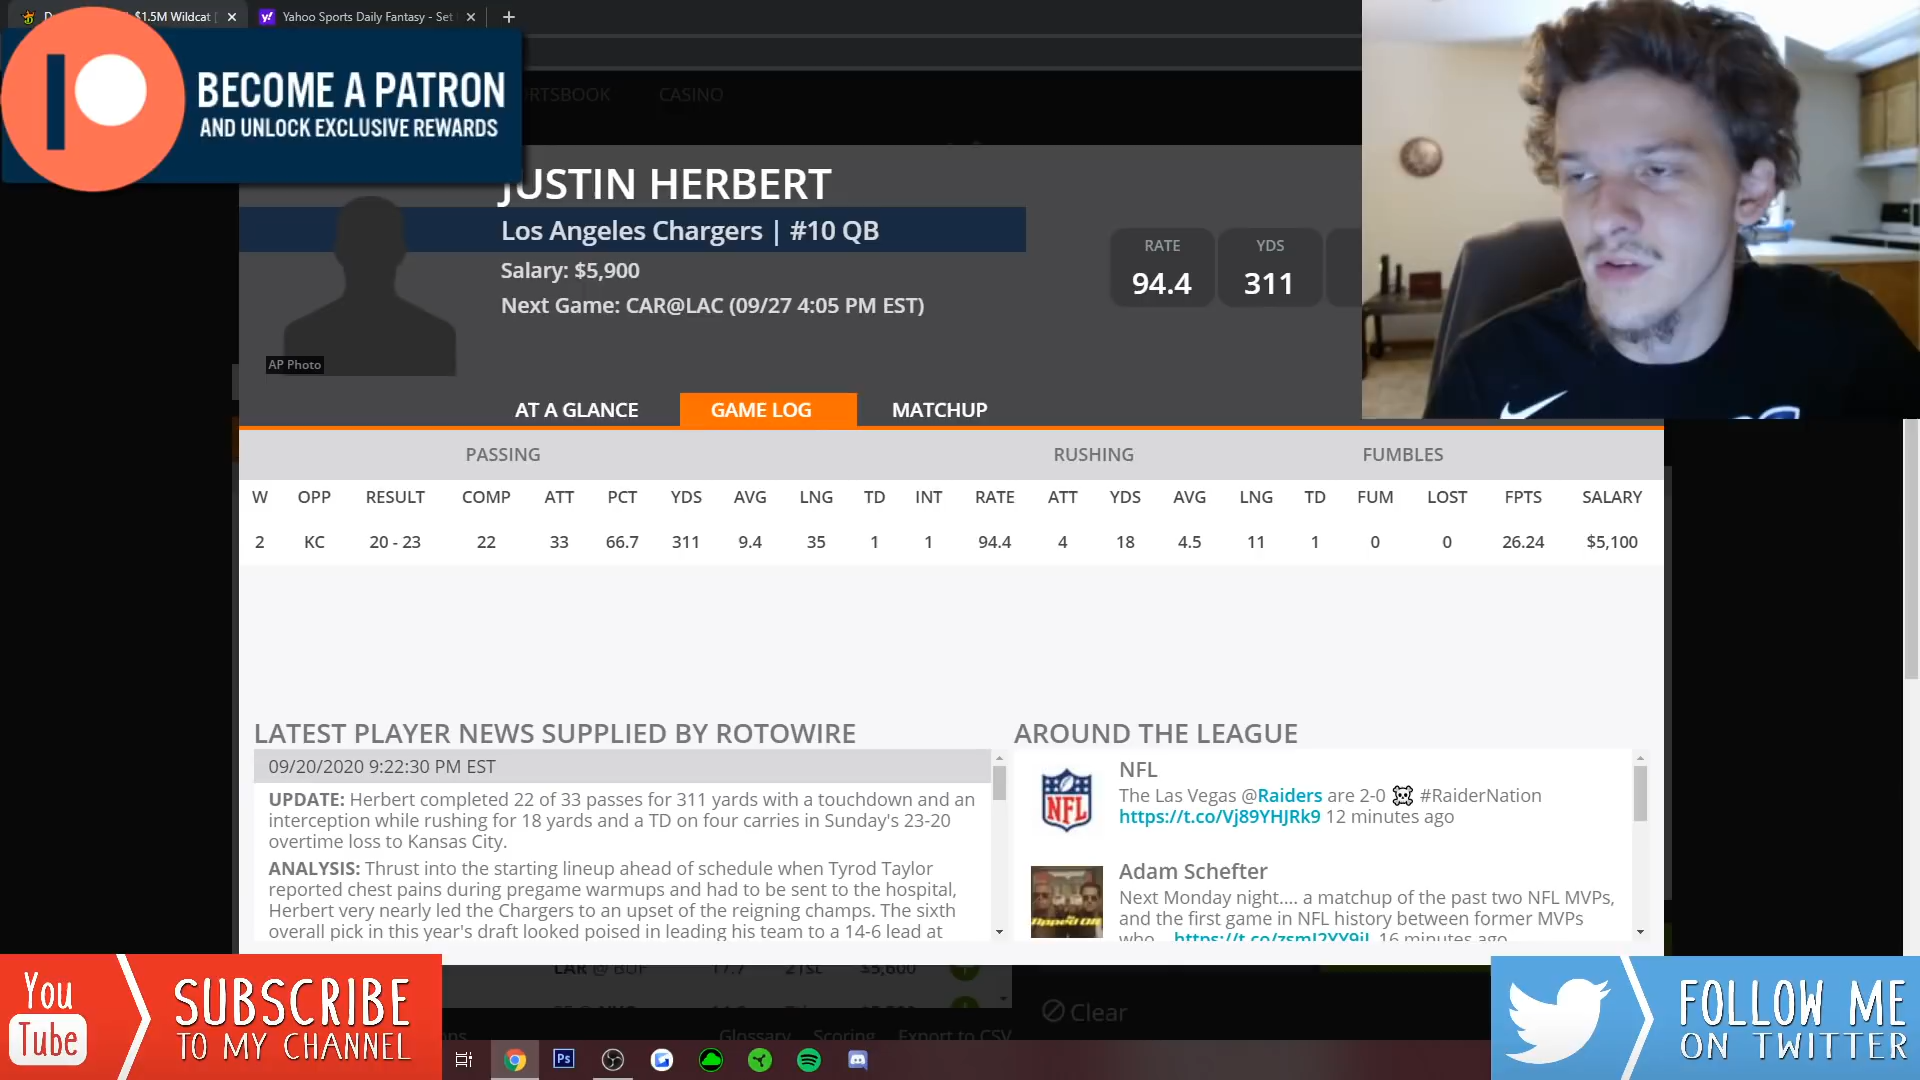 $1.5M Wildcat
Yahoo Sports Daily Fantasy - Set
BECOME A PATRON
AND UNLOCK EXCLUSIVE REWARDS
CASINO
JUSTIN HERBERT
Los Angeles Chargers | #10 QB
Salary: $5,900
Next Game: CAR@LAC (09/27 4:05 PM EST)
RATE YDS
94.4 311
AP Photo
AT A GLANCE GAME LOG MATCHUP
PASSING RUSHING FUMBLES
W OPP RESULT COMP ATT PCT YDS AVG LNG TD INT RATE ATT YDS AVG LNG TD FUM LOST FPTS SALARY
2 KC 20 - 23 22 33 66.7 311 9.4 35 1 1 94.4 4 18 4.5 11 1 0 0 26.24 $5,100
LATEST PLAYER NEWS SUPPLIED BY ROTOWIRE
09/20/2020 9:22:30 PM EST
UPDATE: Herbert completed 22 of 33 passes for 311 yards with a touchdown and an
interception while rushing for 18 yards and a TD on four carries in Sunday's 23-20
overtime loss to Kansas City.
ANALYSIS: Thrust into the starting lineup ahead of schedule when Tyrod Taylor
reported chest pains during pregame warmups and had to be sent to the hospital,
Herbert very nearly led the Chargers to an upset of the reigning champs. The sixth
overall pick in this year's draft looked poised in leading his team to a 14-6 lead at
AROUND THE LEAGUE
NFL
NFL
The Las Vegas @Raiders are 2-0 ☠ #RaiderNation
https://t.co/Vj89YHJRk9 12 minutes ago
Adam Schefter
Next Monday night.... a matchup of the past two NFL MVPs,
and the first game in NFL history between former MVPs
who... 16 minutes ago
LAR @ BUF 17.7 21st $5,600
Clear
Glossary Scoring Export to CSV
You
Tube
SUBSCRIBE
TO MY CHANNEL
Ps
FOLLOW ME
ON TWITTER